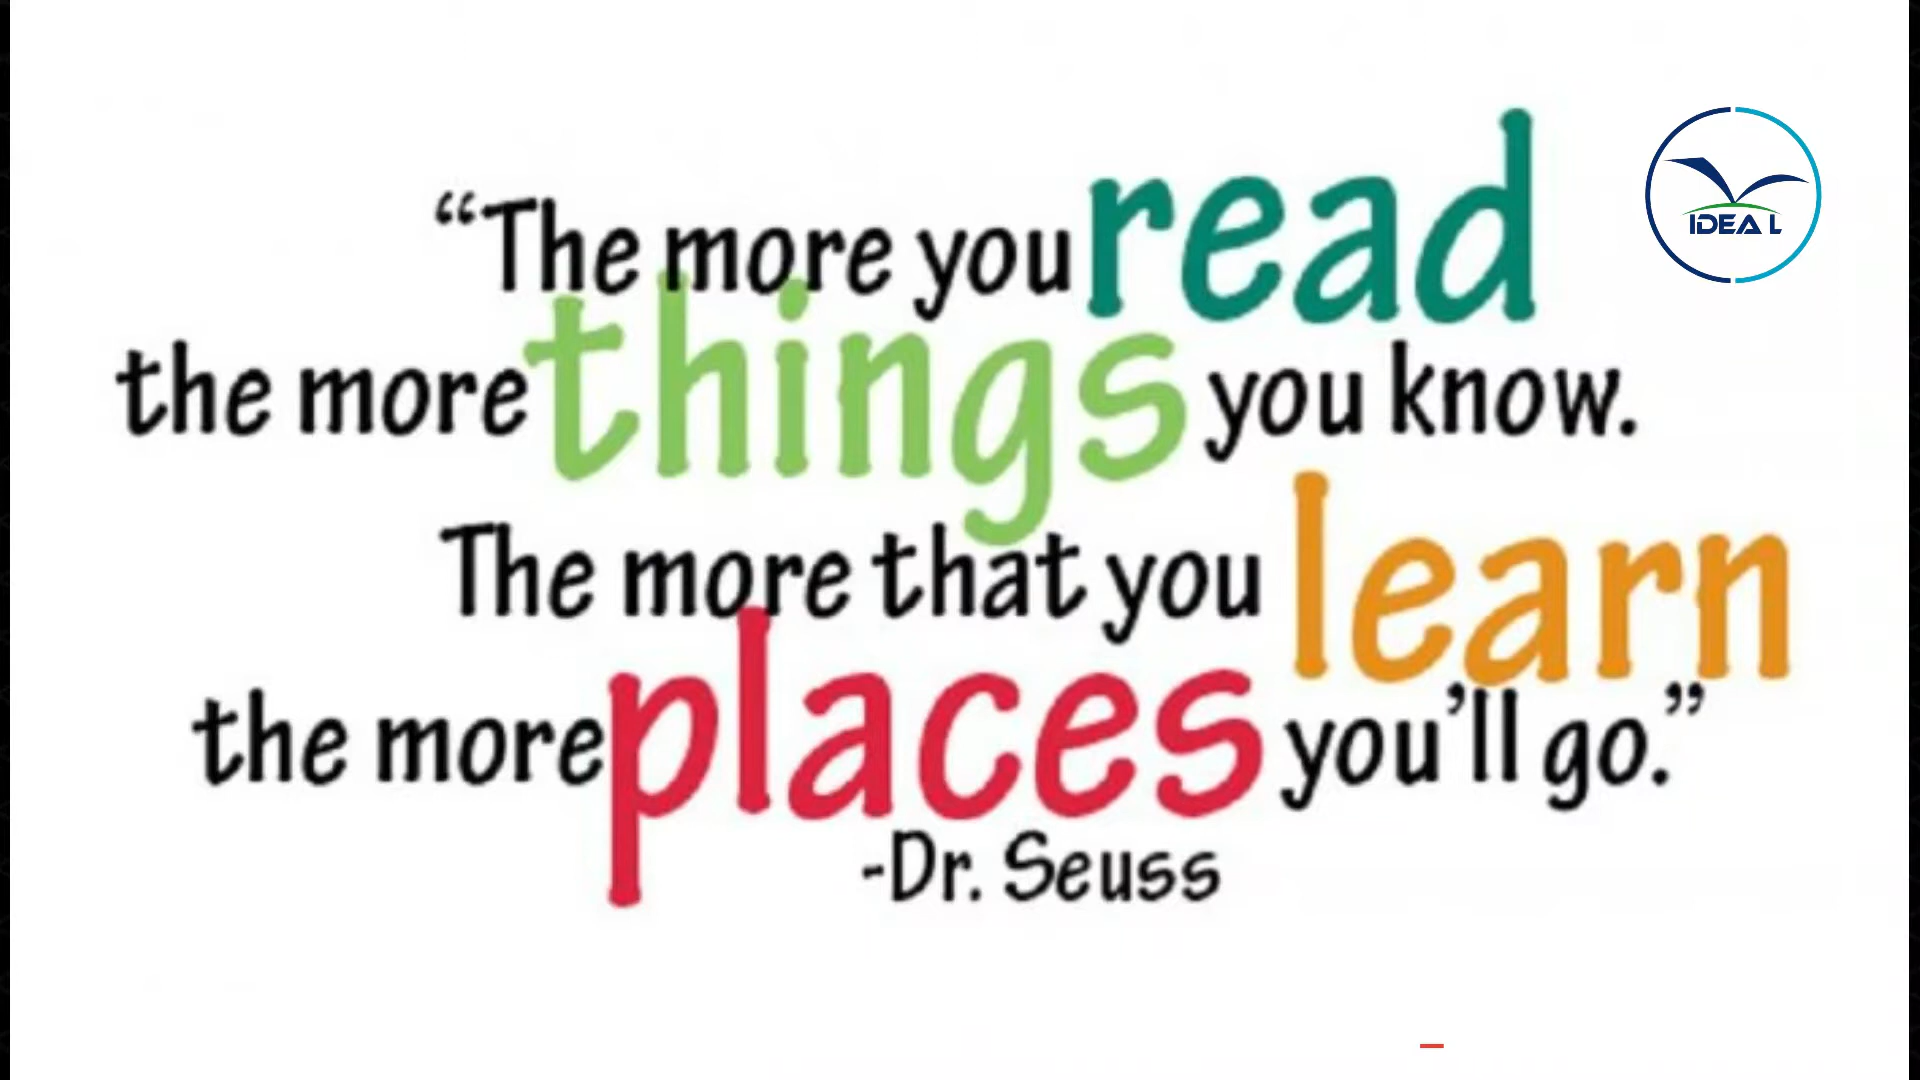 “The more you read
the more things you know.
The more that you learn
the more places you’ll go.”
-Dr. Seuss
IDEAL